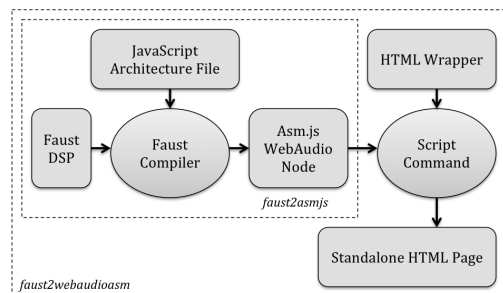 JavaScript
Architecture File
HTML Wrapper
Faust
DSP
Faust
Compiler
Asm.js
WebAudio
Node
Script
Command
faust2asmjs
Standalone HTML Page
faust2webaudioasm